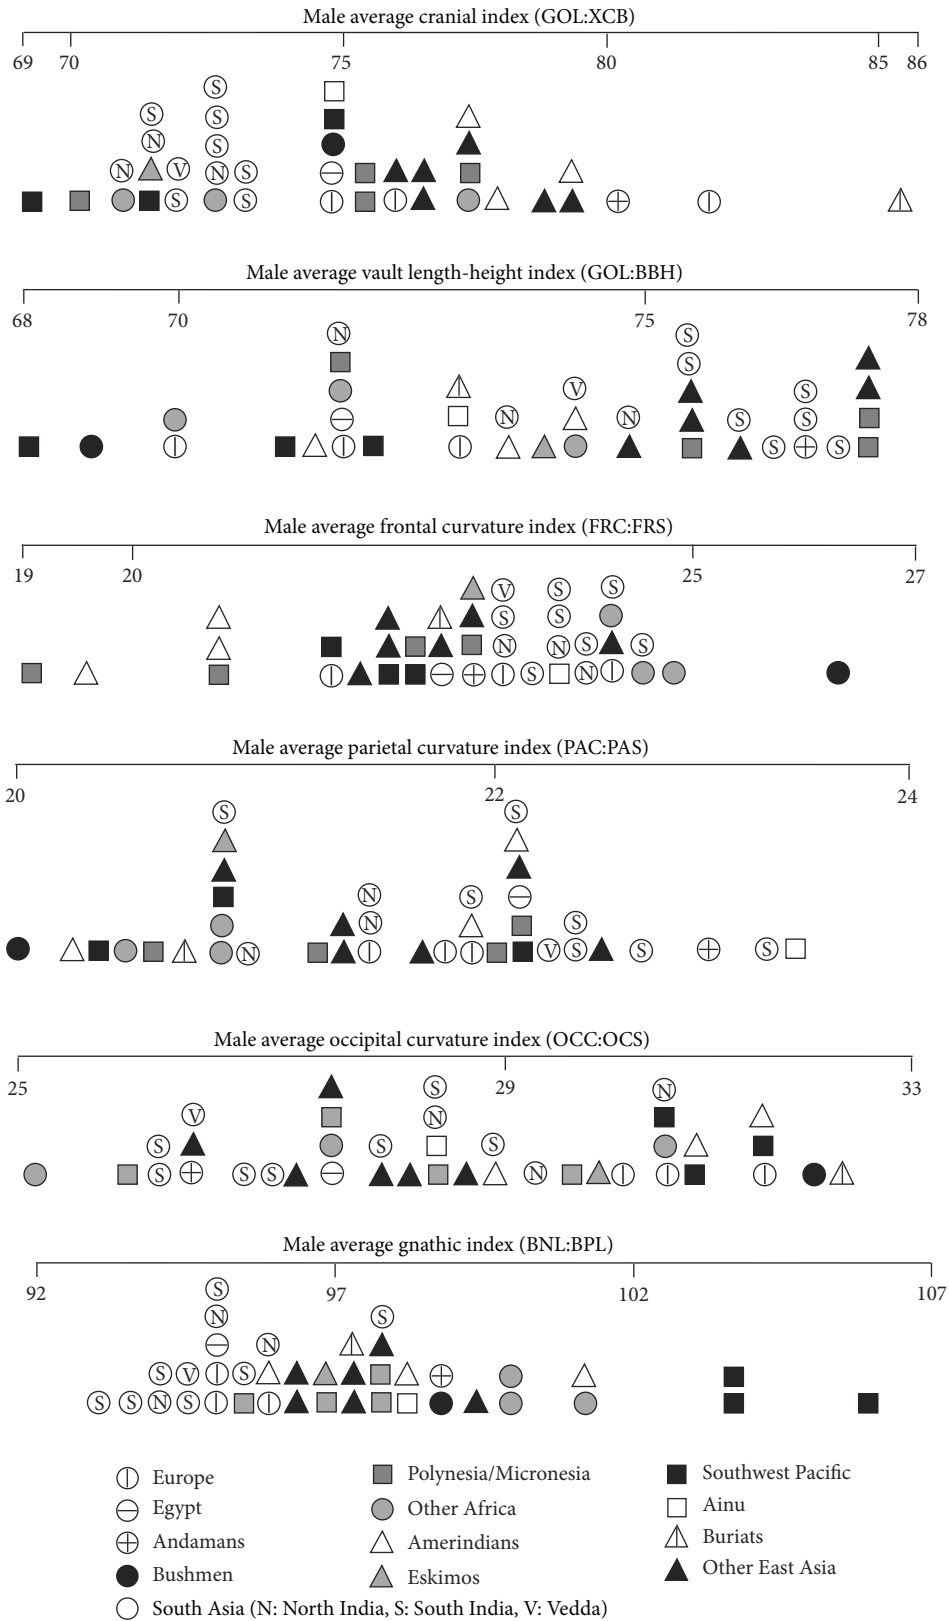 Male average cranial index (GOL:XCB)
69 70 75 80 85 86
S
S S
N S
N V N S
S S
Male average vault length-height index (GOL:BBH)
68 70 75 78
N S
S
V S
N N S S
S S
Male average frontal curvature index (FRC:FRS)
19 20 25 27
V S S
S S
N N S S
S N
Male average parietal curvature index (PAC:PAS)
20 22 24
S S
N S
N S
N V S S S
Male average occipital curvature index (OCC:OCS)
25 29 33
S N
V N
S S S
S S S N
Male average gnathic index (BNL:BPL)
92 97 102 107
S
N S
N
S V S
S S N S
Europe
Egypt
Andamans
Bushmen
South Asia (N: North India, S: South India, V: Vedda)
Polynesia/Micronesia
Other Africa
Amerindians
Eskimos
Southwest Pacific
Ainu
Buriats
Other East Asia